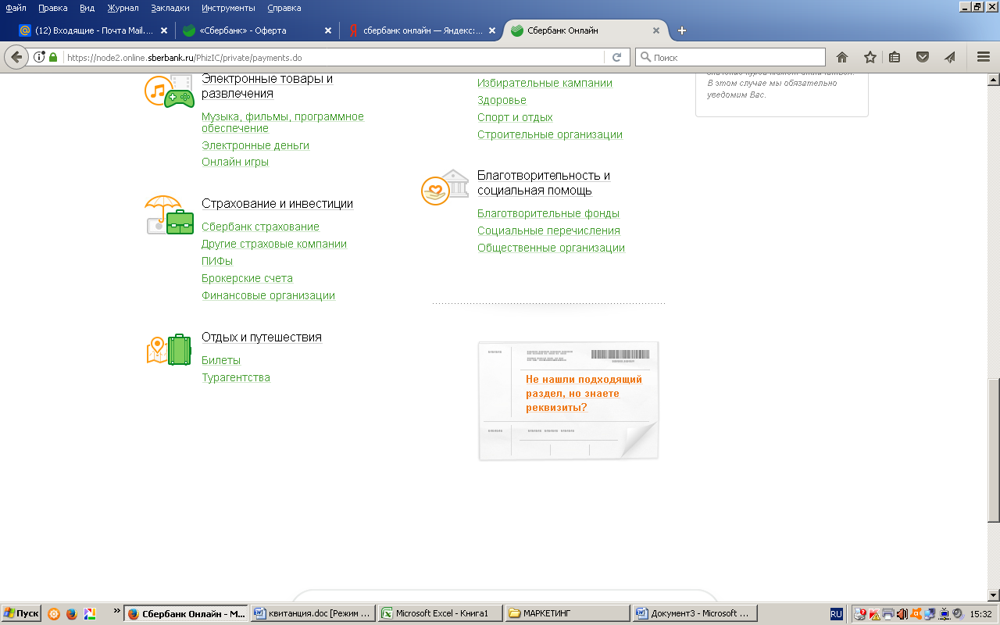 Файл Правка Вид Журнал Закладки Инструменты Справка
(12) Входящие - Почта Mail.... «Сбербанк» - Оферта сбербанк онлайн — Яндекс:... Сбербанк Онлайн
https://node2.online.sberbank.ru/PhizIC/private/payments.do Поиск
Электронные товары и
развлечения
Музыка, фильмы, программное
обеспечение
Электронные деньги
Онлайн игры
Страхование и инвестиции
Сбербанк страхование
Другие страховые компании
ПИФы
Брокерские счета
Финансовые организации
Отдых и путешествия
Билеты
Турагентства
Избирательные кампании
Здоровье
Спорт и отдых
Строительные организации
Благотворительность и
социальная помощь
Благотворительные фонды
Социальные перечисления
Общественные организации
Не нашли подходящий
раздел, но знаете
реквизиты?
В этом случае мы обязательно
уведомим Вас.
Пуск » Сбербанк Онлайн - М... квитанция.doc [Режим ... Microsoft Excel - Книга1 МАРКЕТИНГ Документ3 - Microsoft ... RU 15:32